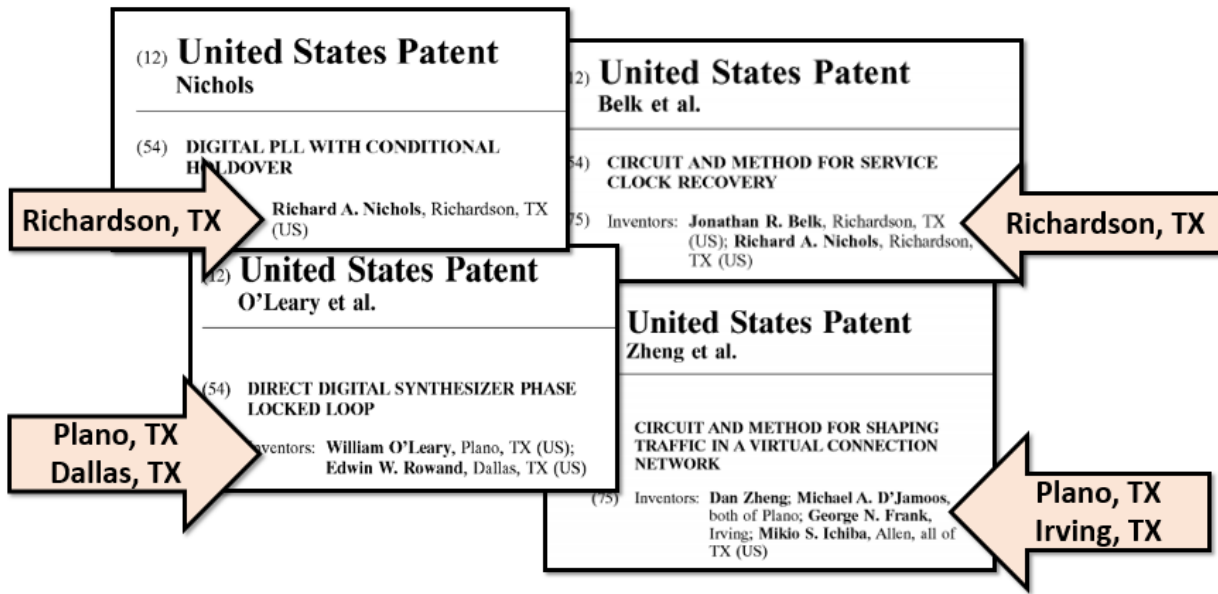 (12) United States Patent
Nichols
(54) DIGITAL PLL WITH CONDITIONAL
HOLDOVER
Richard A. Nichols, Richardson, TX
(US)
Richardson, TX
12) United States Patent
Belk et al.
54) CIRCUIT AND METHOD FOR SERVICE
CLOCK RECOVERY
75) Inventors: Jonathan R. Belk, Richardson, TX
(US); Richard A. Nichols, Richardson,
TX (US)
Richardson, TX
(12) United States Patent
O'Leary et al.
(54) DIRECT DIGITAL SYNTHESIZER PHASE
LOCKED LOOP
ventors: William O'Leary, Plano, TX (US);
Edwin W. Rowand, Dallas, TX (US)
Plano, TX
Dallas, TX
United States Patent
Zheng et al.
CIRCUIT AND METHOD FOR SHAPING
TRAFFIC IN A VIRTUAL CONNECTION
NETWORK
(75) Inventors: Dan Zheng; Michael A. D'Jamoos,
both of Plano; George N. Frank,
Irving; Mikio S. Ichiba, Allen, all of
TX (US)
Plano, TX
Irving, TX